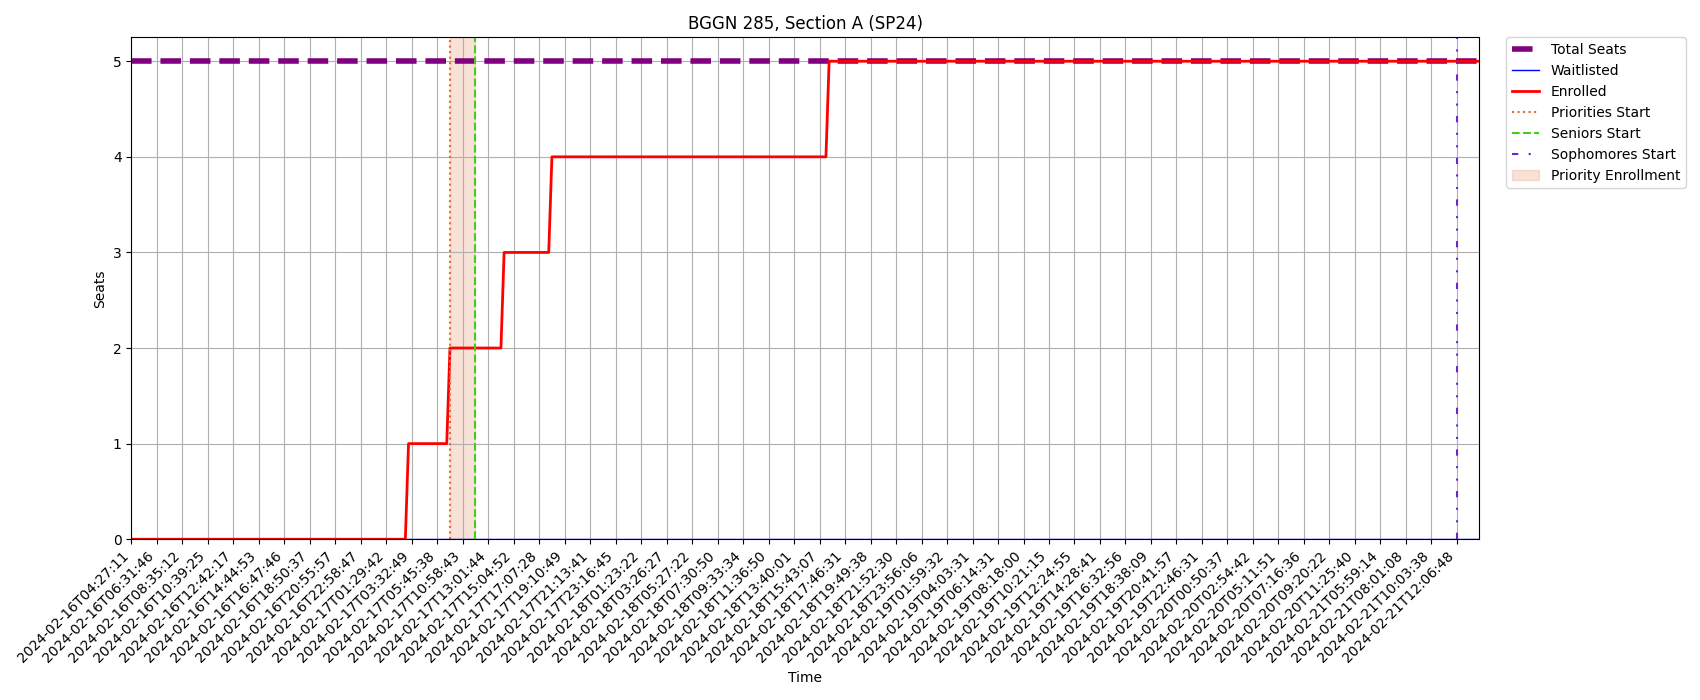 BGGN 285, Section A (SP24)
Total Seats
Waitlisted
Enrolled
Priorities Start
Seniors Start
Sophomores Start
Priority Enrollment
Seats
5
4
3
2
1
0
2024-02-16T04:27:11
2024-02-16T06:31:46
2024-02-16T08:35:12
2024-02-16T10:39:25
2024-02-16T12:42:17
2024-02-16T14:44:53
2024-02-16T16:47:46
2024-02-16T18:50:37
2024-02-16T20:55:57
2024-02-16T22:58:47
2024-02-17T01:29:42
2024-02-17T03:32:49
2024-02-17T05:45:38
2024-02-17T10:58:43
2024-02-17T13:01:44
2024-02-17T15:04:52
2024-02-17T17:07:28
2024-02-17T19:10:49
2024-02-17T21:13:41
2024-02-17T23:16:45
2024-02-18T01:23:22
2024-02-18T03:26:27
2024-02-18T05:27:22
2024-02-18T07:30:50
2024-02-18T09:33:34
2024-02-18T11:36:50
2024-02-18T13:40:01
2024-02-18T15:43:07
2024-02-18T17:46:31
2024-02-18T19:49:38
2024-02-18T21:52:30
2024-02-18T23:56:06
2024-02-19T01:59:32
2024-02-19T04:03:31
2024-02-19T06:14:31
2024-02-19T08:18:00
2024-02-19T10:21:15
2024-02-19T12:24:55
2024-02-19T14:28:41
2024-02-19T16:32:56
2024-02-19T18:38:09
2024-02-19T20:41:57
2024-02-19T22:46:31
2024-02-20T00:50:37
2024-02-20T02:54:42
2024-02-20T05:11:51
2024-02-20T07:16:36
2024-02-20T09:20:22
2024-02-20T11:25:40
2024-02-21T05:59:14
2024-02-21T08:01:08
2024-02-21T10:03:38
2024-02-21T12:06:48
Time